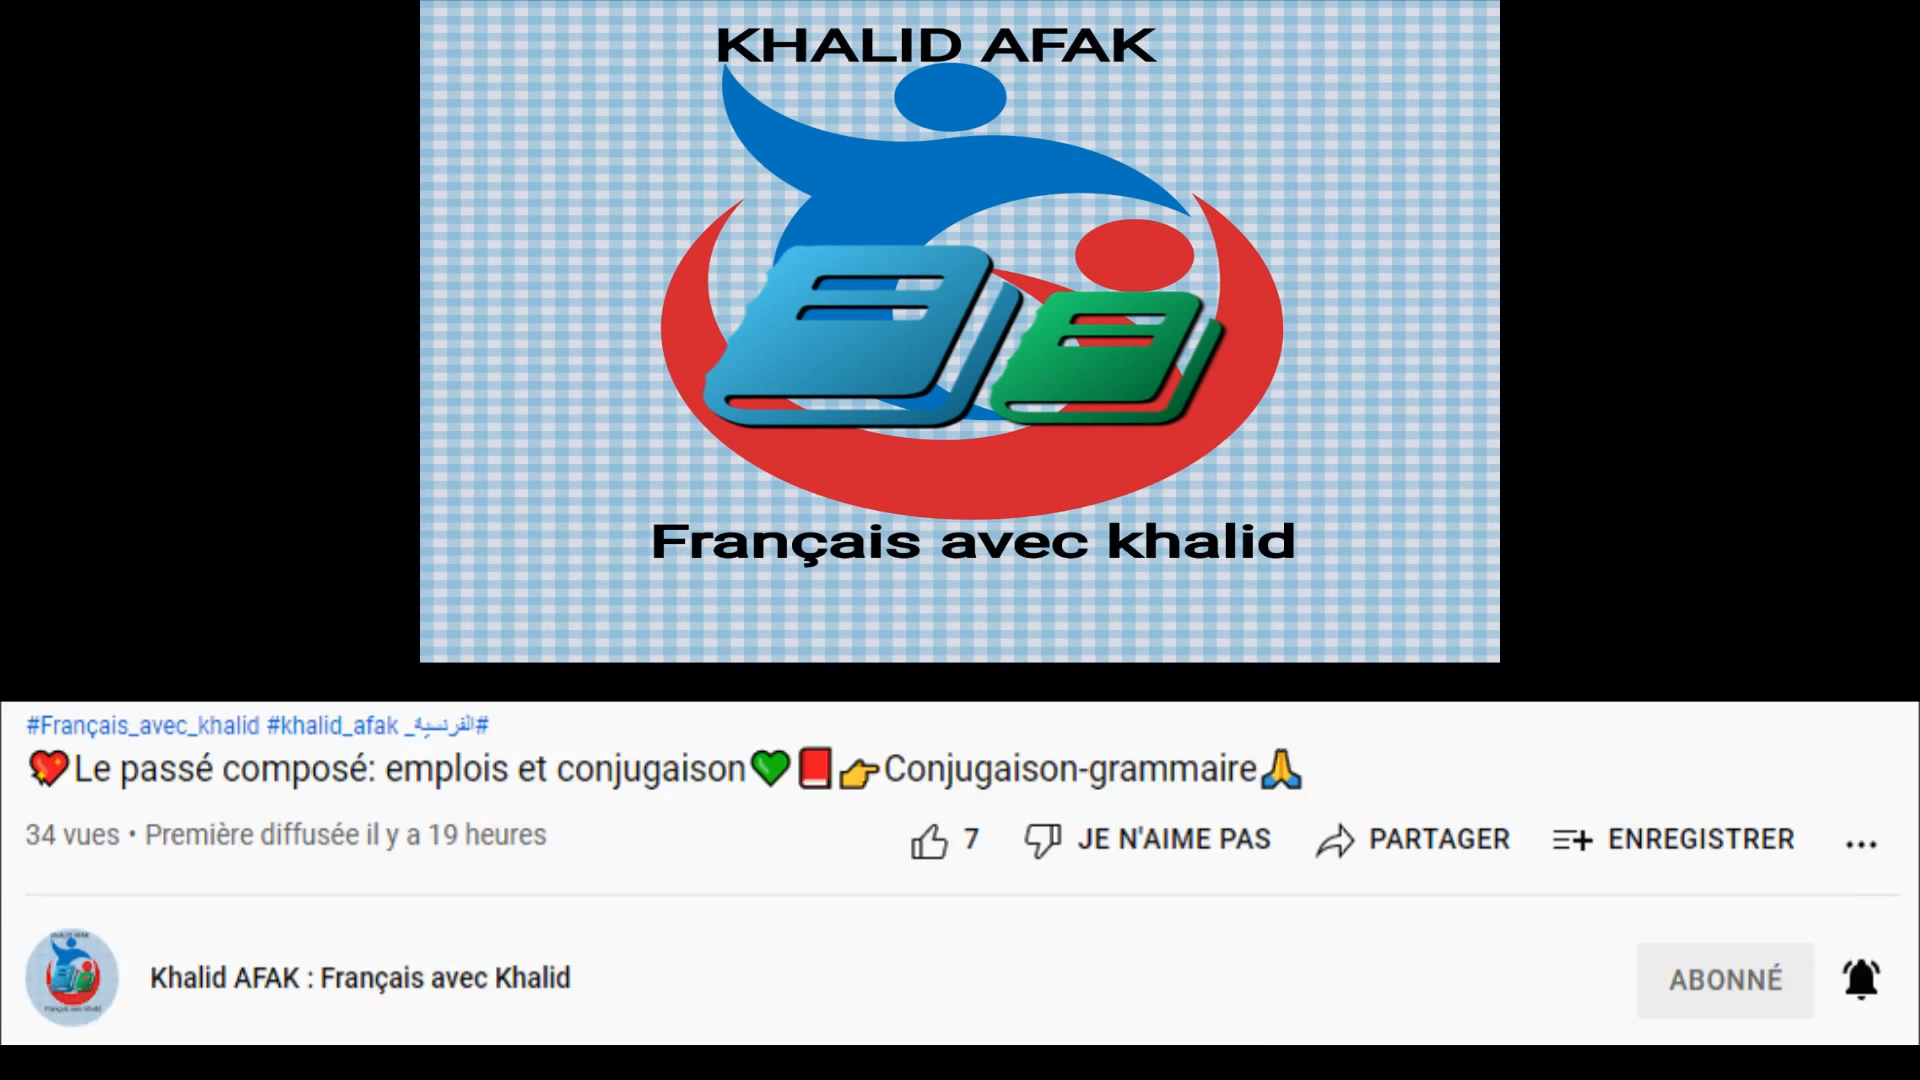 KHALID AFAK
Français avec khalid
#Français_avec_khalid #khalid_afak #الفرنسية_
💖Le passé composé: emplois et conjugaison💚📕👉Conjugaison-grammaire🙏
34 vues • Première diffusée il y a 19 heures
7 JE N'AIME PAS PARTAGER ENREGISTRER ...
Khalid AFAK : Français avec Khalid
ABONNÉ